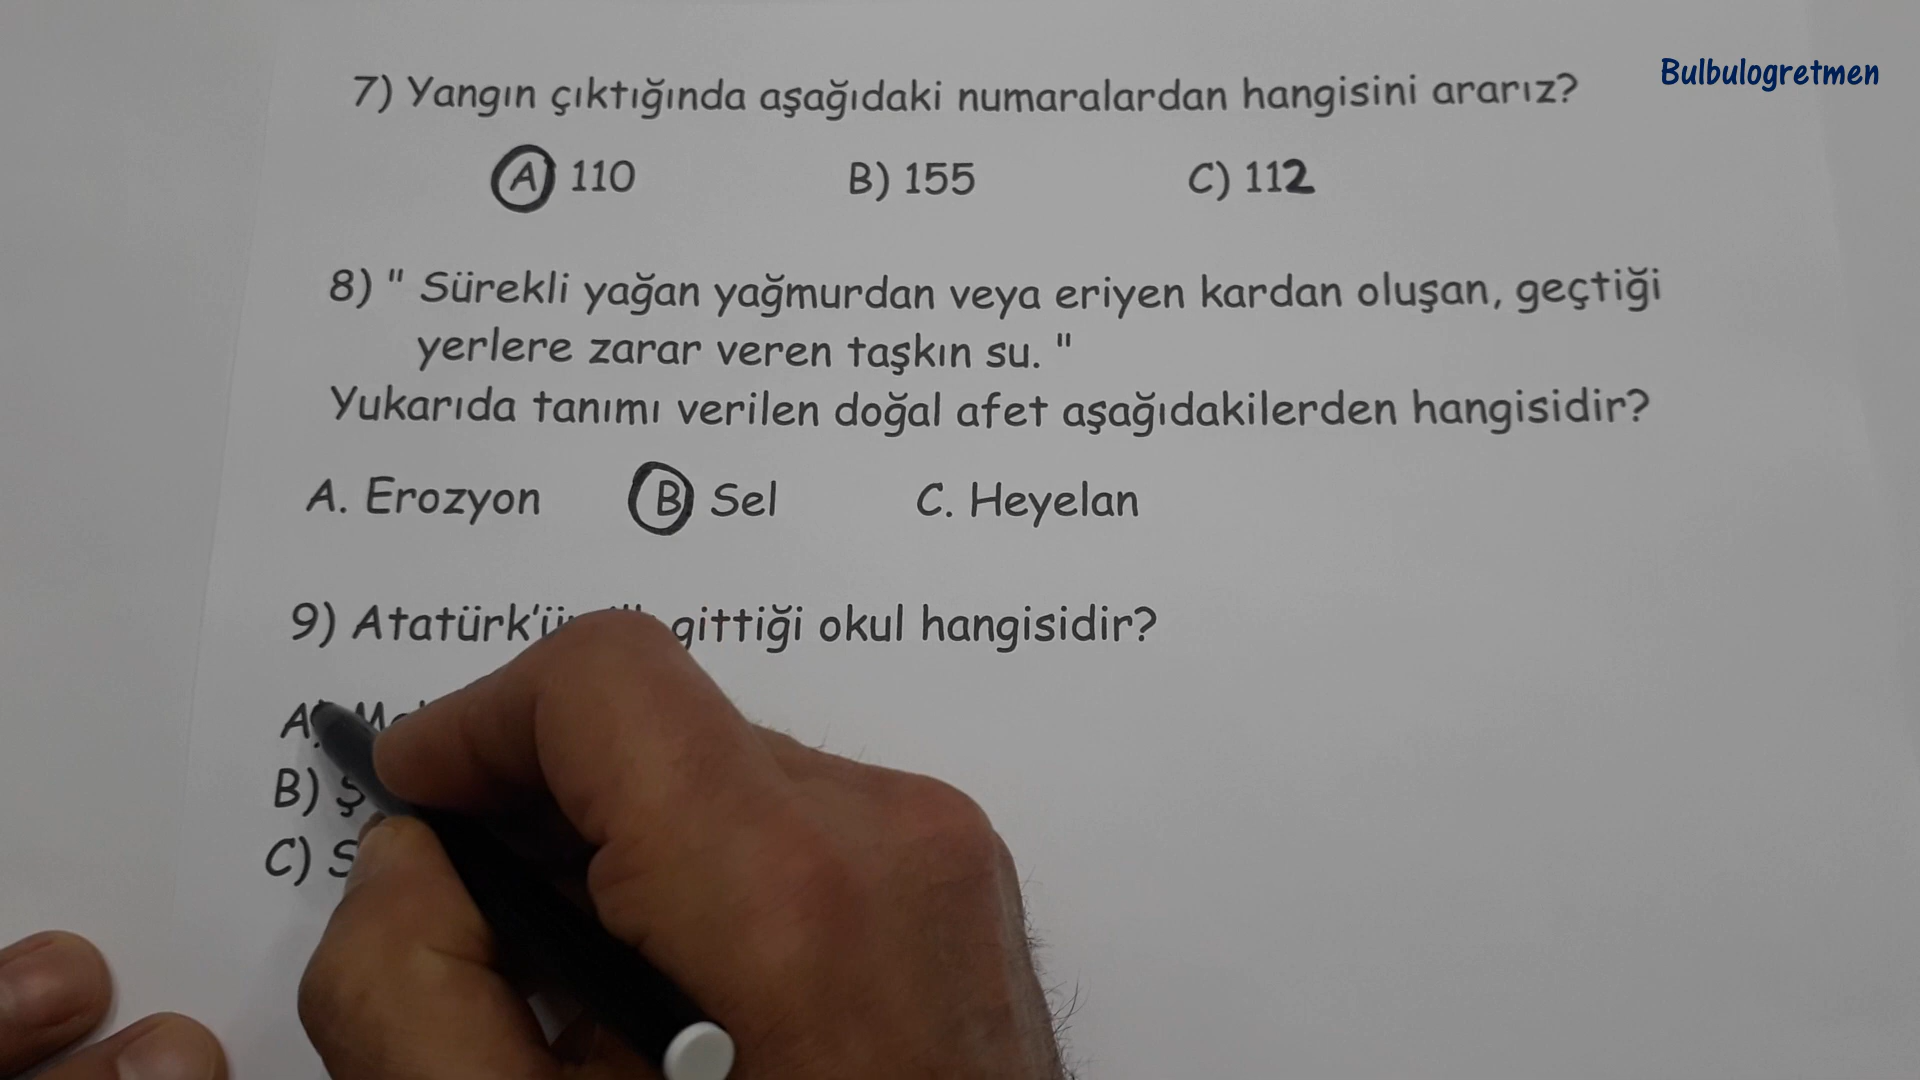 Bulbulogretmen
7) Yangın çıktığında aşağıdaki numaralardan hangisini ararız?
A) 110 B) 155 C) 112
8) " Sürekli yağan yağmurdan veya eriyen kardan oluşan, geçtiği
yerlere zarar veren taşkın su. "
Yukarıda tanımı verilen doğal afet aşağıdakilerden hangisidir?
A. Erozyon B. Sel C. Heyelan
9) gittiği okul hangisidir?
A)
B)
C)